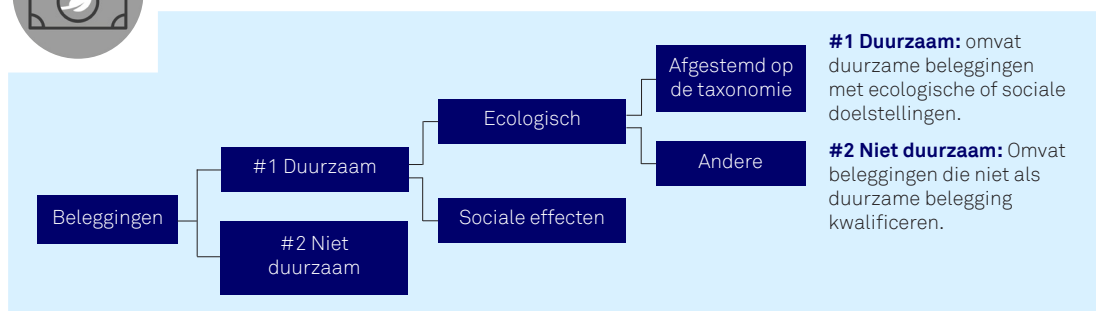 Beleggingen
#1 Duurzaam
#2 Niet
duurzaam
Ecologisch
Sociale effecten
Afgestemd op
de taxonomie
Andere
#1 Duurzaam: omvat
duurzame beleggingen
met ecologische of sociale
doelstellingen.
#2 Niet duurzaam: Omvat
beleggingen die niet als
duurzame belegging
kwalificeren.